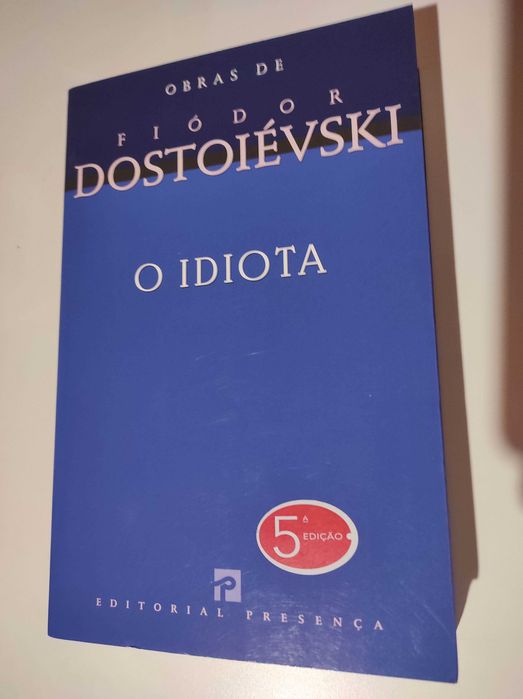 OBRAS DE
FIÓDOR
DOSTOIÉVSKI
O IDIOTA
5ª
EDIÇÃO
EDITORIAL PRESENÇA